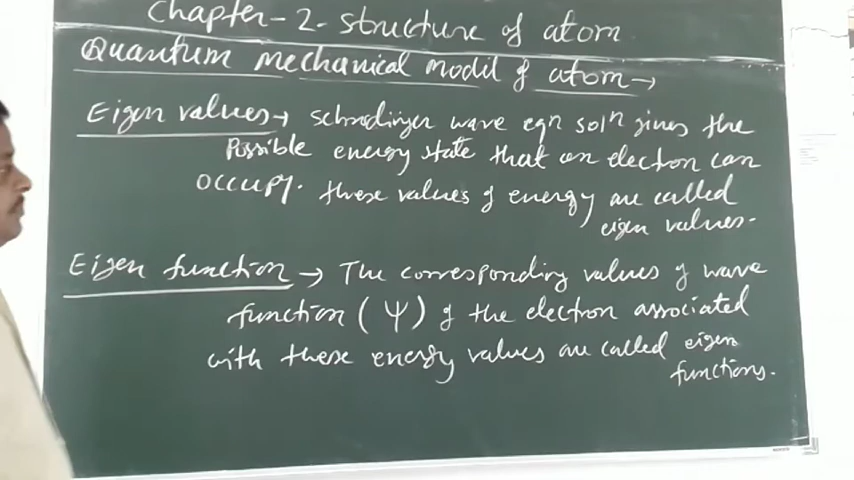 Chapter-2-structure of atom
Quantum mechanical modil of atom→
Eigen values→ schrodinger wave eqn solⁿ gives the
Possible energy state that an electron can
occupy. these values of energy are called
eigen values.
Eigen function → The corresponding values of wave
function (Ψ) of the electron associated
with these energy values are called eigen
functions.